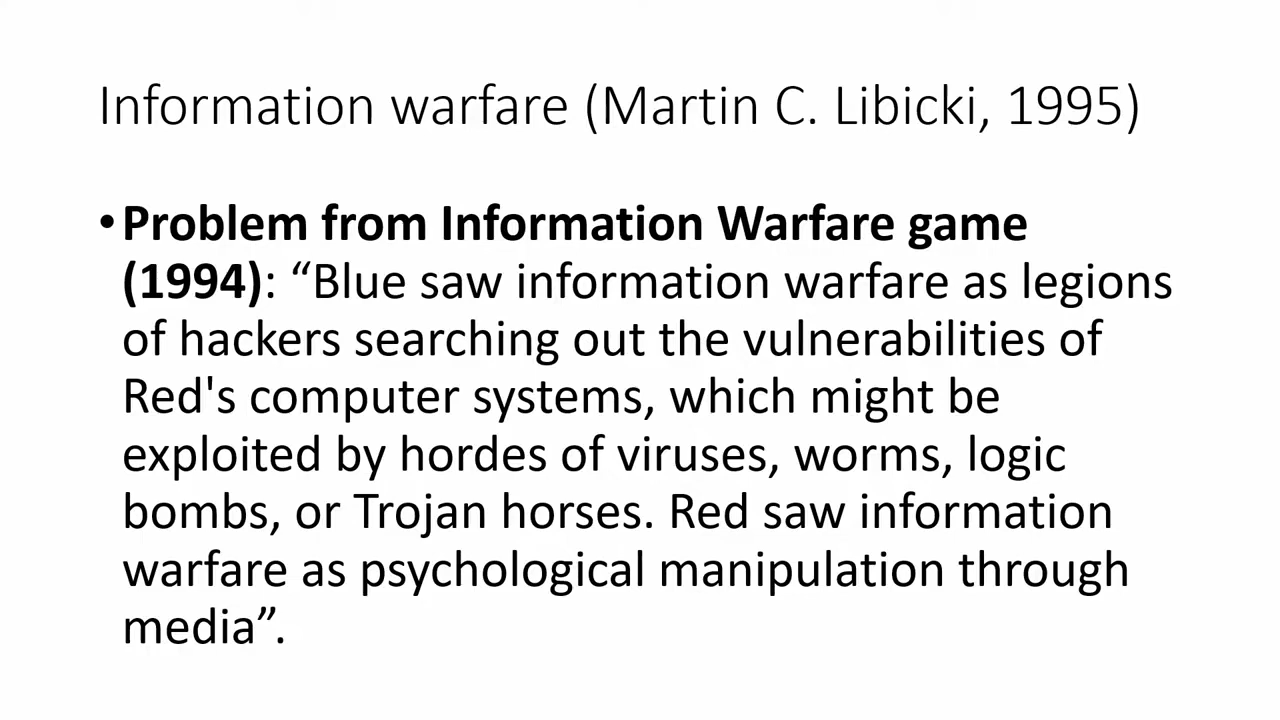 Information warfare (Martin C. Libicki, 1995)
•Problem from Information Warfare game
(1994): “Blue saw information warfare as legions
of hackers searching out the vulnerabilities of
Red's computer systems, which might be
exploited by hordes of viruses, worms, logic
bombs, or Trojan horses. Red saw information
warfare as psychological manipulation through
media”.